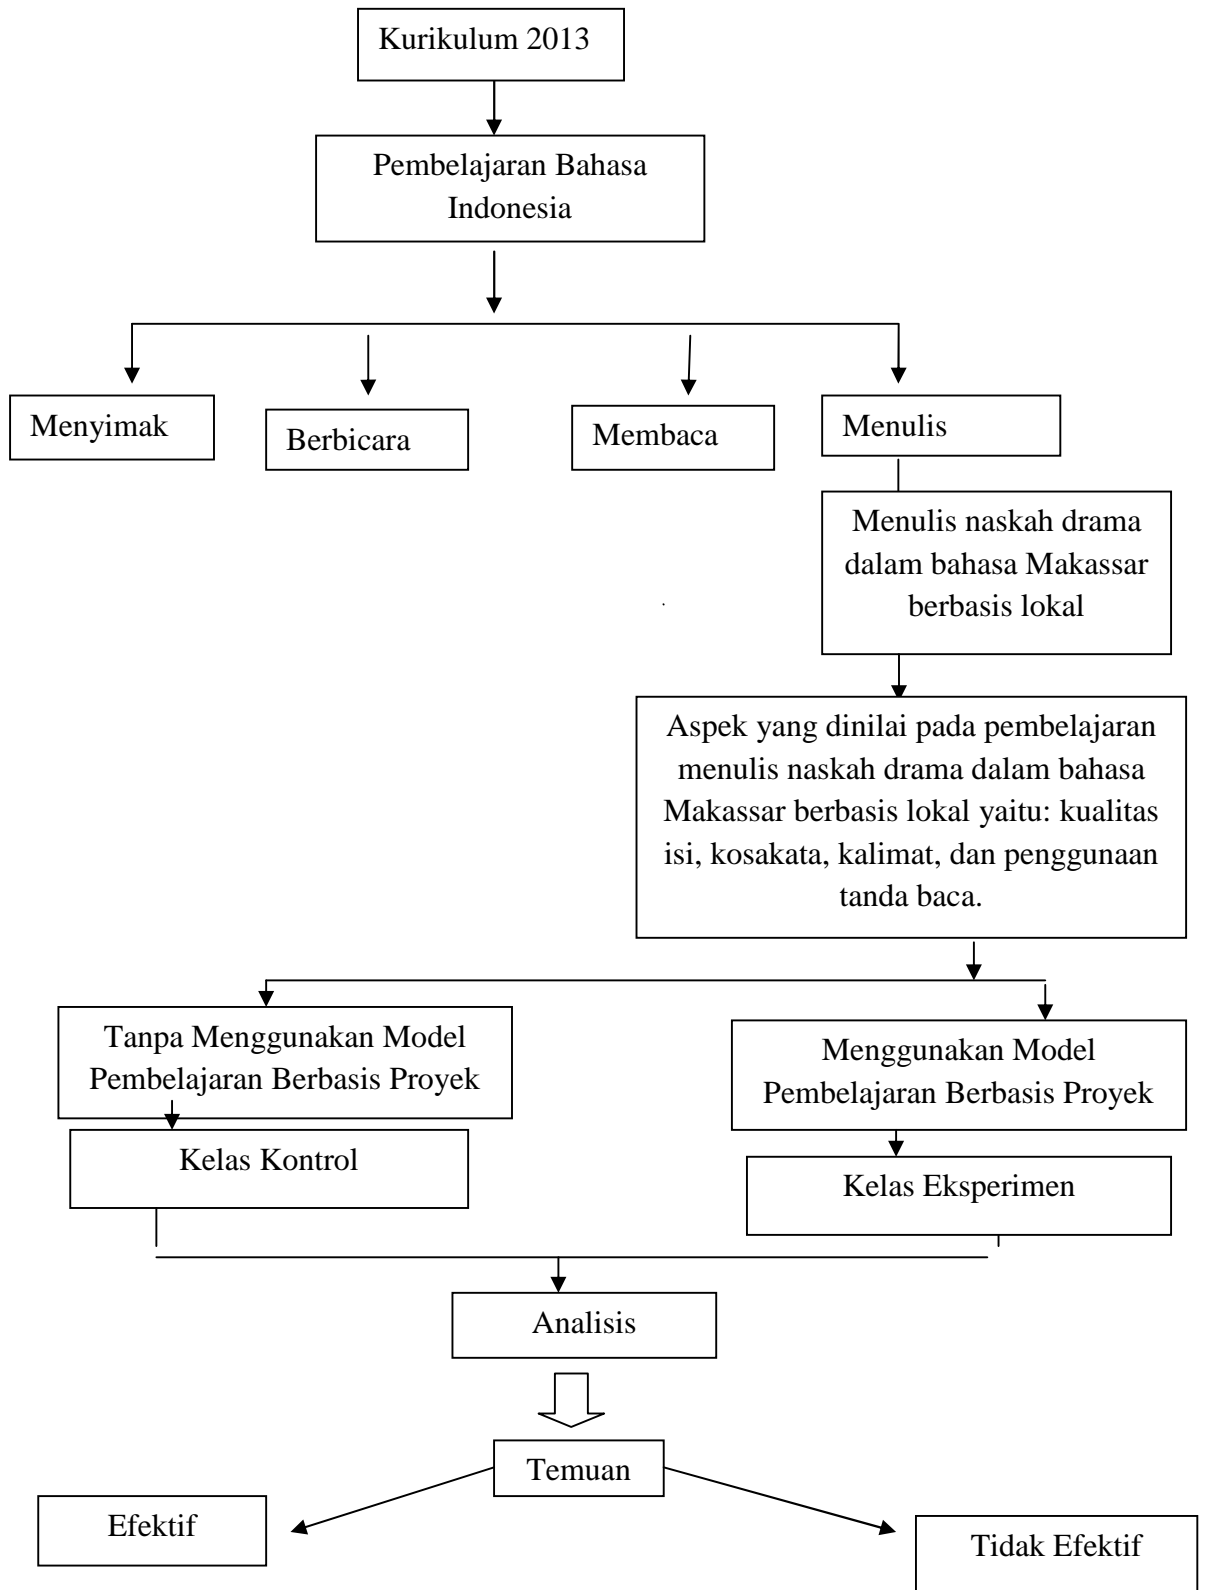 Kurikulum 2013
Pembelajaran Bahasa
Indonesia
Menyimak
Berbicara
Membaca
Menulis
Menulis naskah drama
dalam bahasa Makassar
berbasis lokal
Aspek yang dinilai pada pembelajaran
menulis naskah drama dalam bahasa
Makassar berbasis lokal yaitu: kualitas
isi, kosakata, kalimat, dan penggunaan
tanda baca.
Tanpa Menggunakan Model
Pembelajaran Berbasis Proyek
Menggunakan Model
Pembelajaran Berbasis Proyek
Kelas Kontrol
Kelas Eksperimen
Analisis
Temuan
Efektif
Tidak Efektif